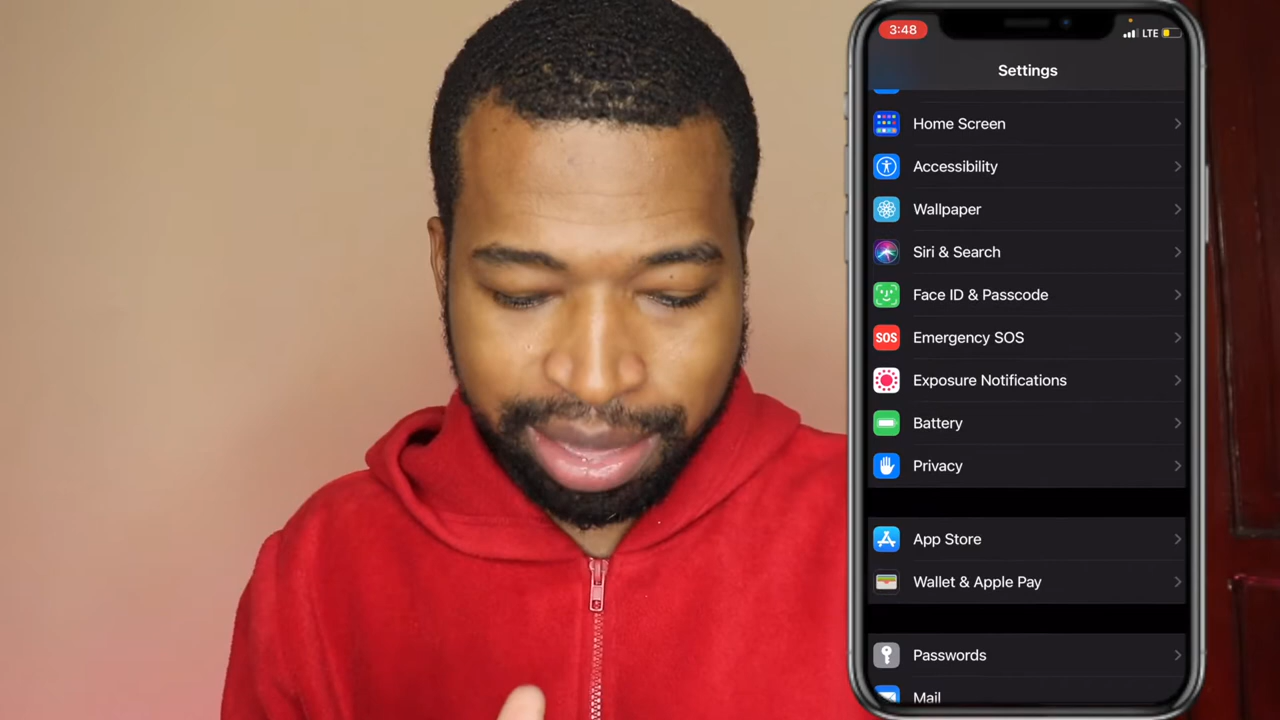 3:48
LTE
Settings
Home Screen
Accessibility
Wallpaper
Siri & Search
Face ID & Passcode
SOS Emergency SOS
Exposure Notifications
Battery
Privacy
App Store
Wallet & Apple Pay
Passwords
Mail